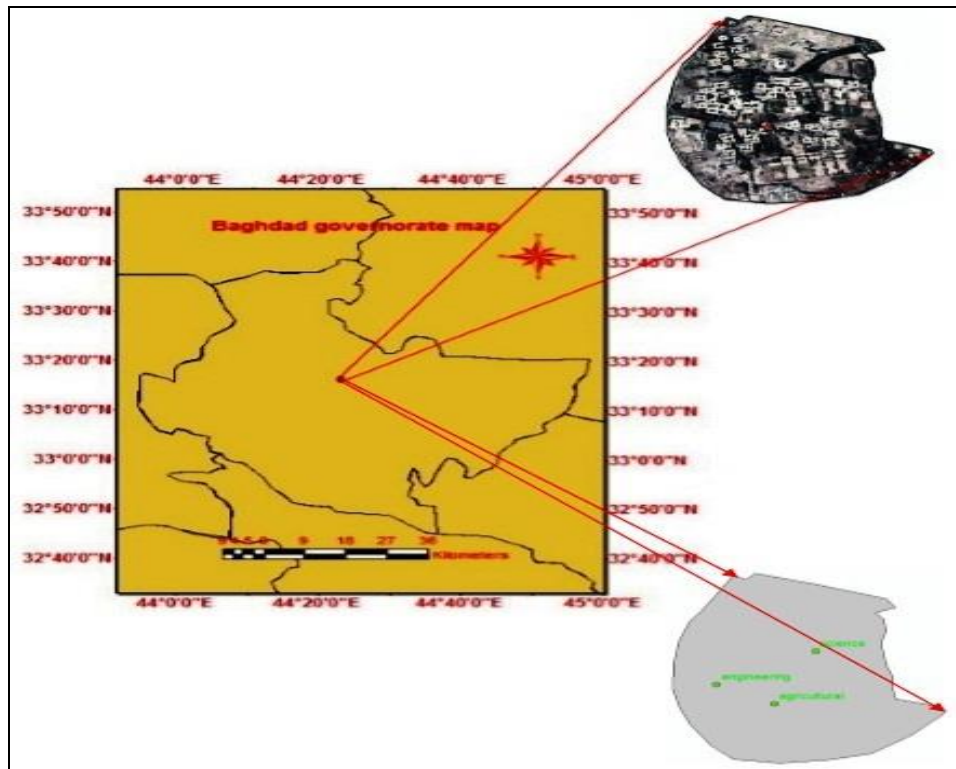 44°0'0"E 44°20'0"E 44°40'0"E 45°0'0"E
33°50'0"N 33°50'0"N
Baghdad governorate map
33°40'0"N 33°40'0"N
33°30'0"N 33°30'0"N
33°20'0"N 33°20'0"N
33°10'0"N 33°10'0"N
33°0'0"N 33°0'0"N
32°50'0"N 32°50'0"N
9 18 27 36
Kilometers
32°40'0"N 32°40'0"N
44°0'0"E 44°20'0"E 44°40'0"E 45°0'0"E
science
engineering
agricultural